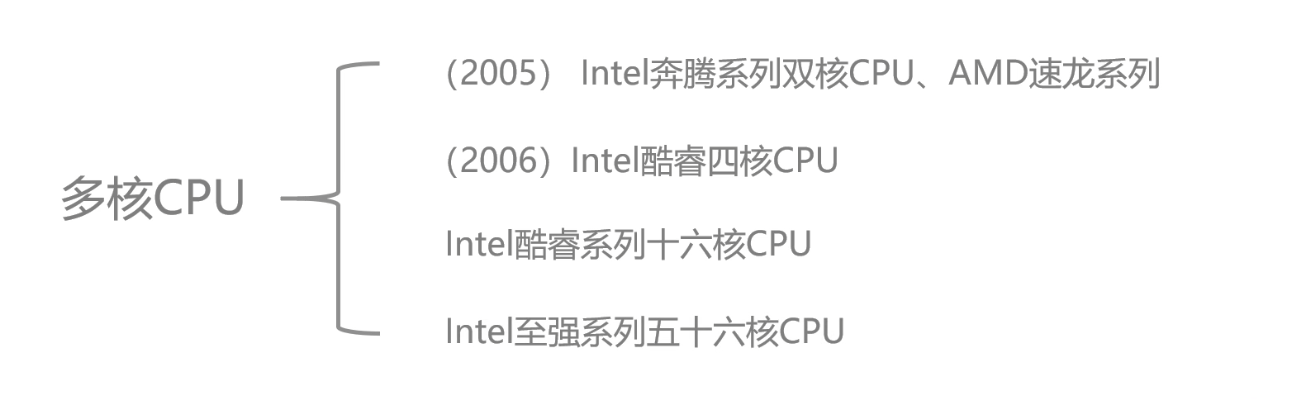 多核CPU
（2005） Intel奔腾系列双核CPU、AMD速龙系列
（2006）Intel酷睿四核CPU
Intel酷睿系列十六核CPU
Intel至强系列五十六核CPU